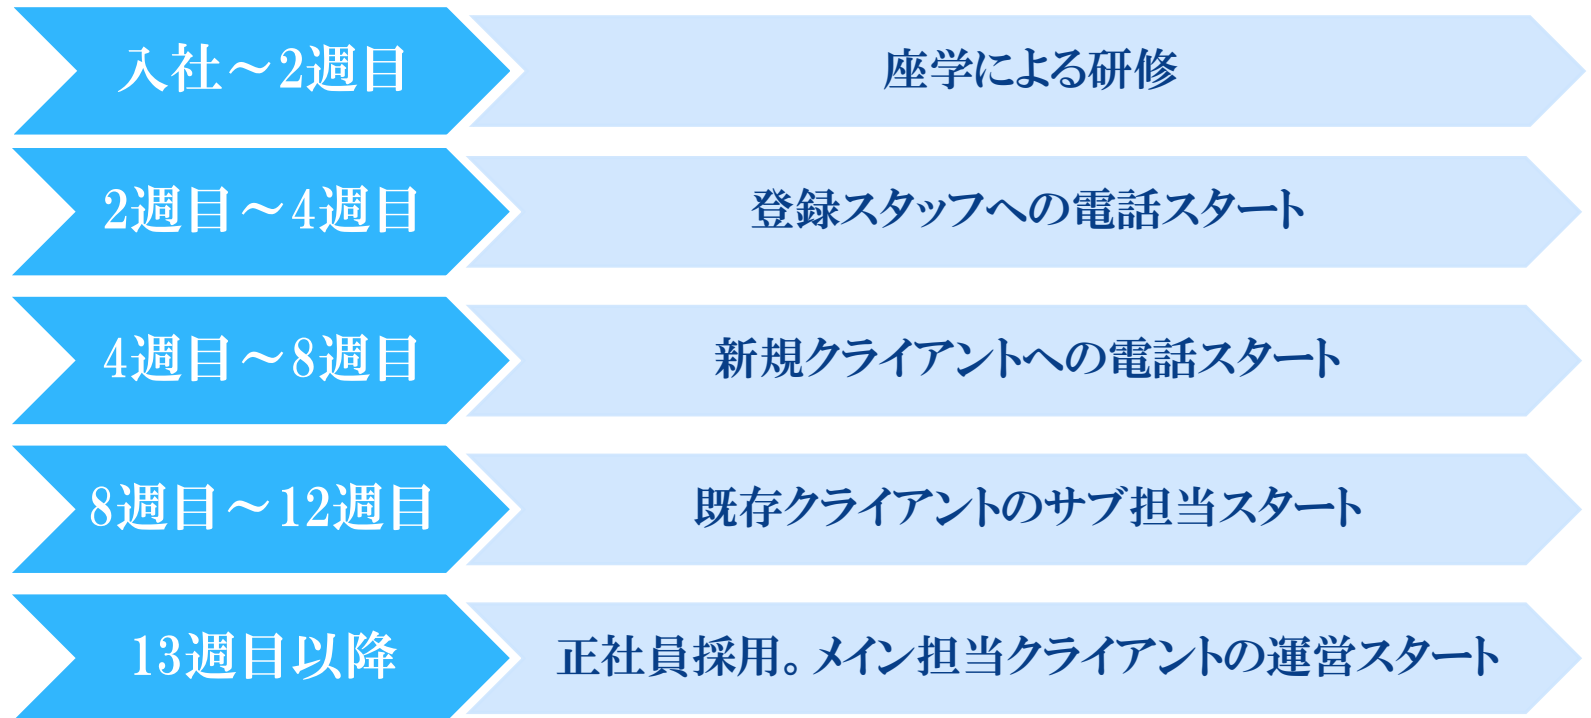 入社～2週目
座学による研修
2週目～4週目
登録スタッフへの電話スタート
4週目～8週目
新規クライアントへの電話スタート
8週目～12週目
既存クライアントのサブ担当スタート
13週目以降
正社員採用。メイン担当クライアントの運営スタート